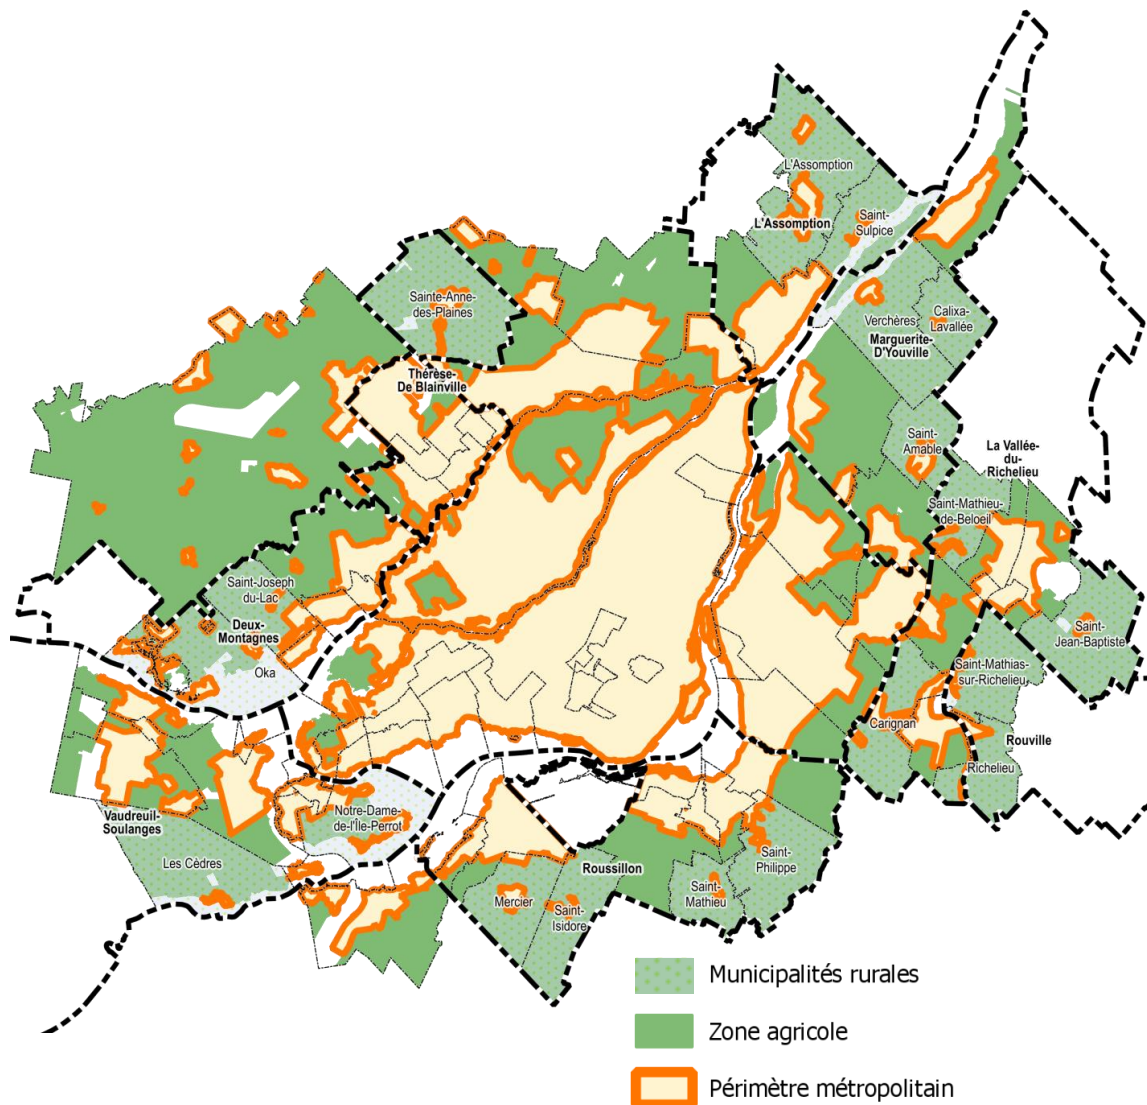 L'Assomption
L'Assomption
Saint-
Sulpice
Sainte-Anne-
des-Plaines
Verchères
Calixa-
Lavallée
Marguerite-
D'Youville
Thérèse-
De Blainville
Saint-
Amable
La Vallée-
du-
Richelieu
Saint-Mathieu-
de-Beloeil
Saint-Joseph
du-Lac
Deux-
Montagnes
Oka
Saint-
Jean-Baptiste
Saint-Mathias-
sur-Richelieu
Carignan
Rouville
Richelieu
Vaudreuil-
Soulanges
Notre-Dame-
de-l'Île-Perrot
Les Cèdres
Roussillon
Saint-
Philippe
Mercier
Saint-
Isidore
Saint-
Mathieu
Municipalités rurales
Zone agricole
Périmètre métropolitain